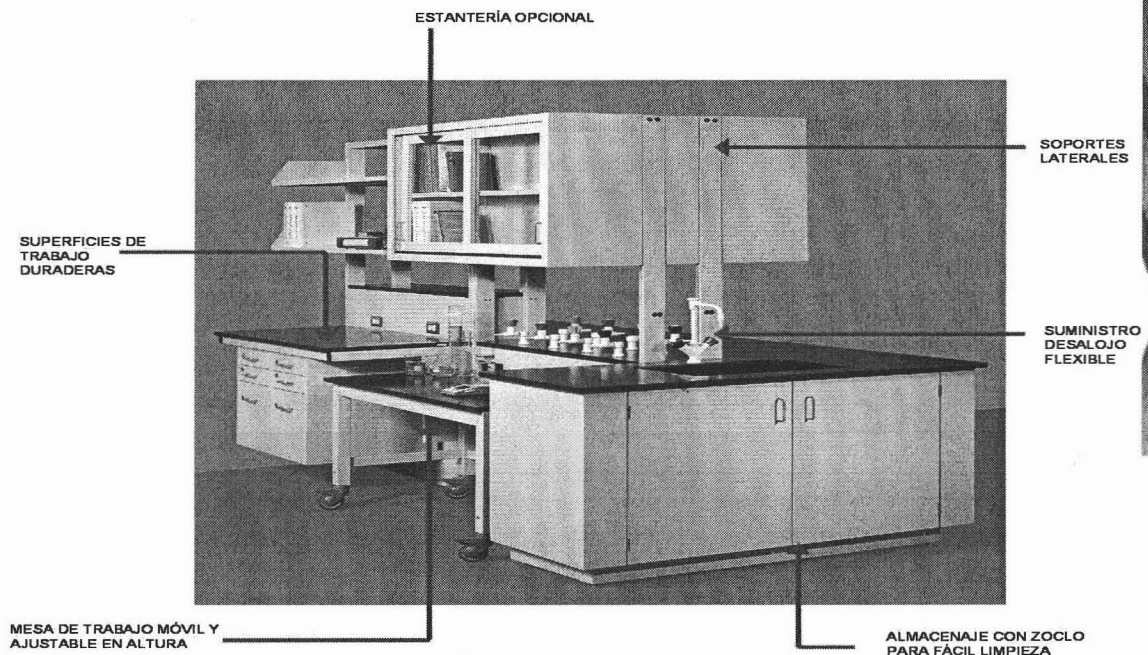 ESTANTERÍA OPCIONAL
SOPORTES
LATERALES
SUPERFICIES DE
TRABAJO
DURADERAS
SUMINISTRO
DESALOJO
FLEXIBLE
MESA DE TRABAJO MÓVIL Y
AJUSTABLE EN ALTURA
ALMACENAJE CON ZOCLO
PARA FÁCIL LIMPIEZA